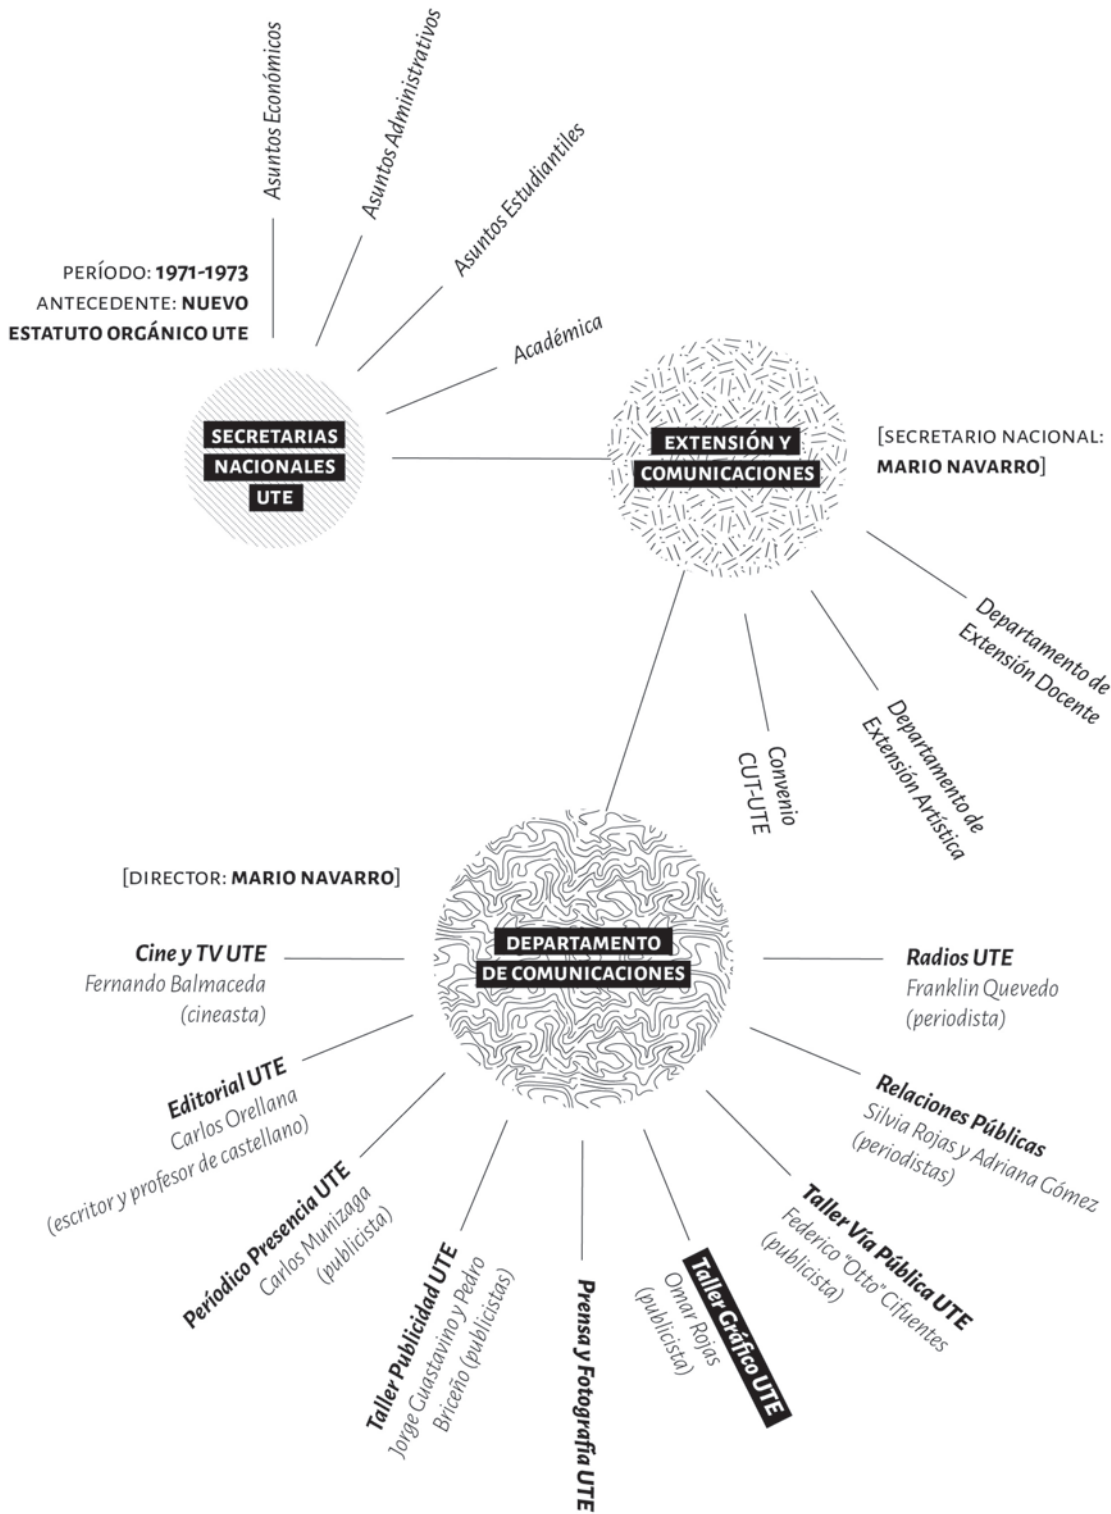 Asuntos Económicos
Asuntos Administrativos
Asuntos Estudiantiles
Académica
PERÍODO: 1971-1973
ANTECEDENTE: NUEVO
ESTATUTO ORGÁNICO UTE
SECRETARIAS
NACIONALES
UTE
EXTENSIÓN Y
COMUNICACIONES
[SECRETARIO NACIONAL:
MARIO NAVARRO]
Departamento de
Extensión Docente
Departamento de
Extensión Artística
Convenio
CUT-UTE
[DIRECTOR: MARIO NAVARRO]
DEPARTAMENTO
DE COMUNICACIONES
Cine y TV UTE
Fernando Balmaceda
(cineasta)
Editorial UTE
Carlos Orellana
(escritor y profesor de castellano)
Períodico Presencia UTE
Carlos Munizaga
(publicista)
Taller Publicidad UTE
Jorge Guastavino y Pedro
Briceño (publicistas)
Prensa y Fotografía UTE
Taller Gráfico UTE
Omar Rojas
(publicista)
Taller Vía Pública UTE
Federico "Otto" Cifuentes
(publicista)
Relaciones Públicas
Silvia Rojas y Adriana Gómez
(periodistas)
Radios UTE
Franklin Quevedo
(periodista)